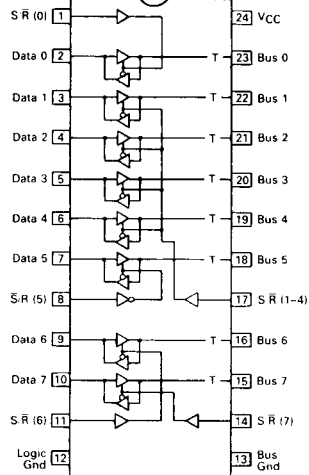 S R̅ (0) 1 24 VCC
Data 0 2 T 23 Bus 0
Data 1 3 T 22 Bus 1
Data 2 4 T 21 Bus 2
Data 3 5 T 20 Bus 3
Data 4 6 T 19 Bus 4
Data 5 7 T 18 Bus 5
S̅/R (5) 8 17 S R̅ (1-4)
Data 6 9 T 16 Bus 6
Data 7 10 T 15 Bus 7
S R̅ (6) 11 14 S R̅ (7)
Logic Gnd 12 13 Bus Gnd